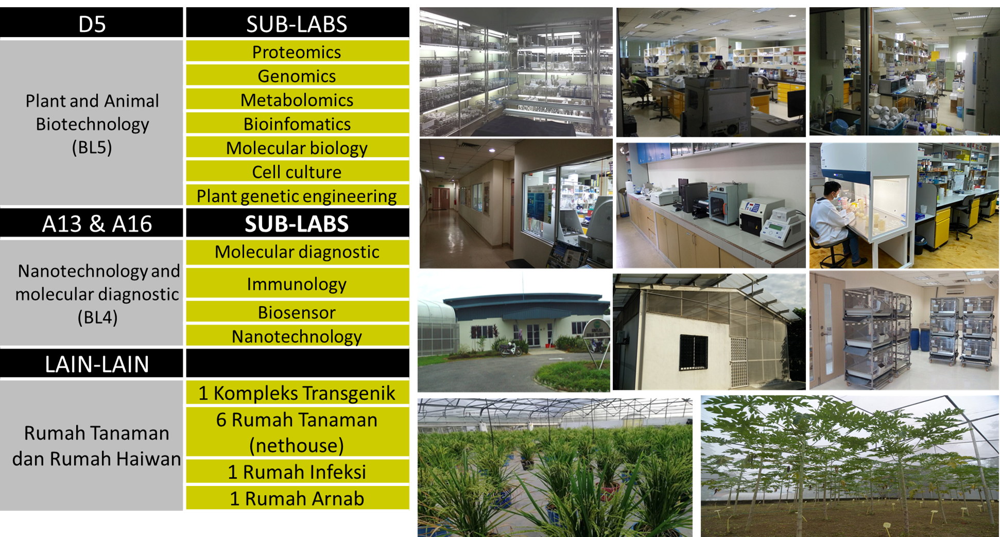 D5
SUB-LABS
Plant and Animal
Biotechnology
(BL5)
Proteomics
Genomics
Metabolomics
Bioinfomatics
Molecular biology
Cell culture
Plant genetic engineering
A13 & A16
SUB-LABS
Nanotechnology and
molecular diagnostic
(BL4)
Molecular diagnostic
Immunology
Biosensor
Nanotechnology
LAIN-LAIN
Rumah Tanaman
dan Rumah Haiwan
1 Kompleks Transgenik
6 Rumah Tanaman
(nethouse)
1 Rumah Infeksi
1 Rumah Arnab